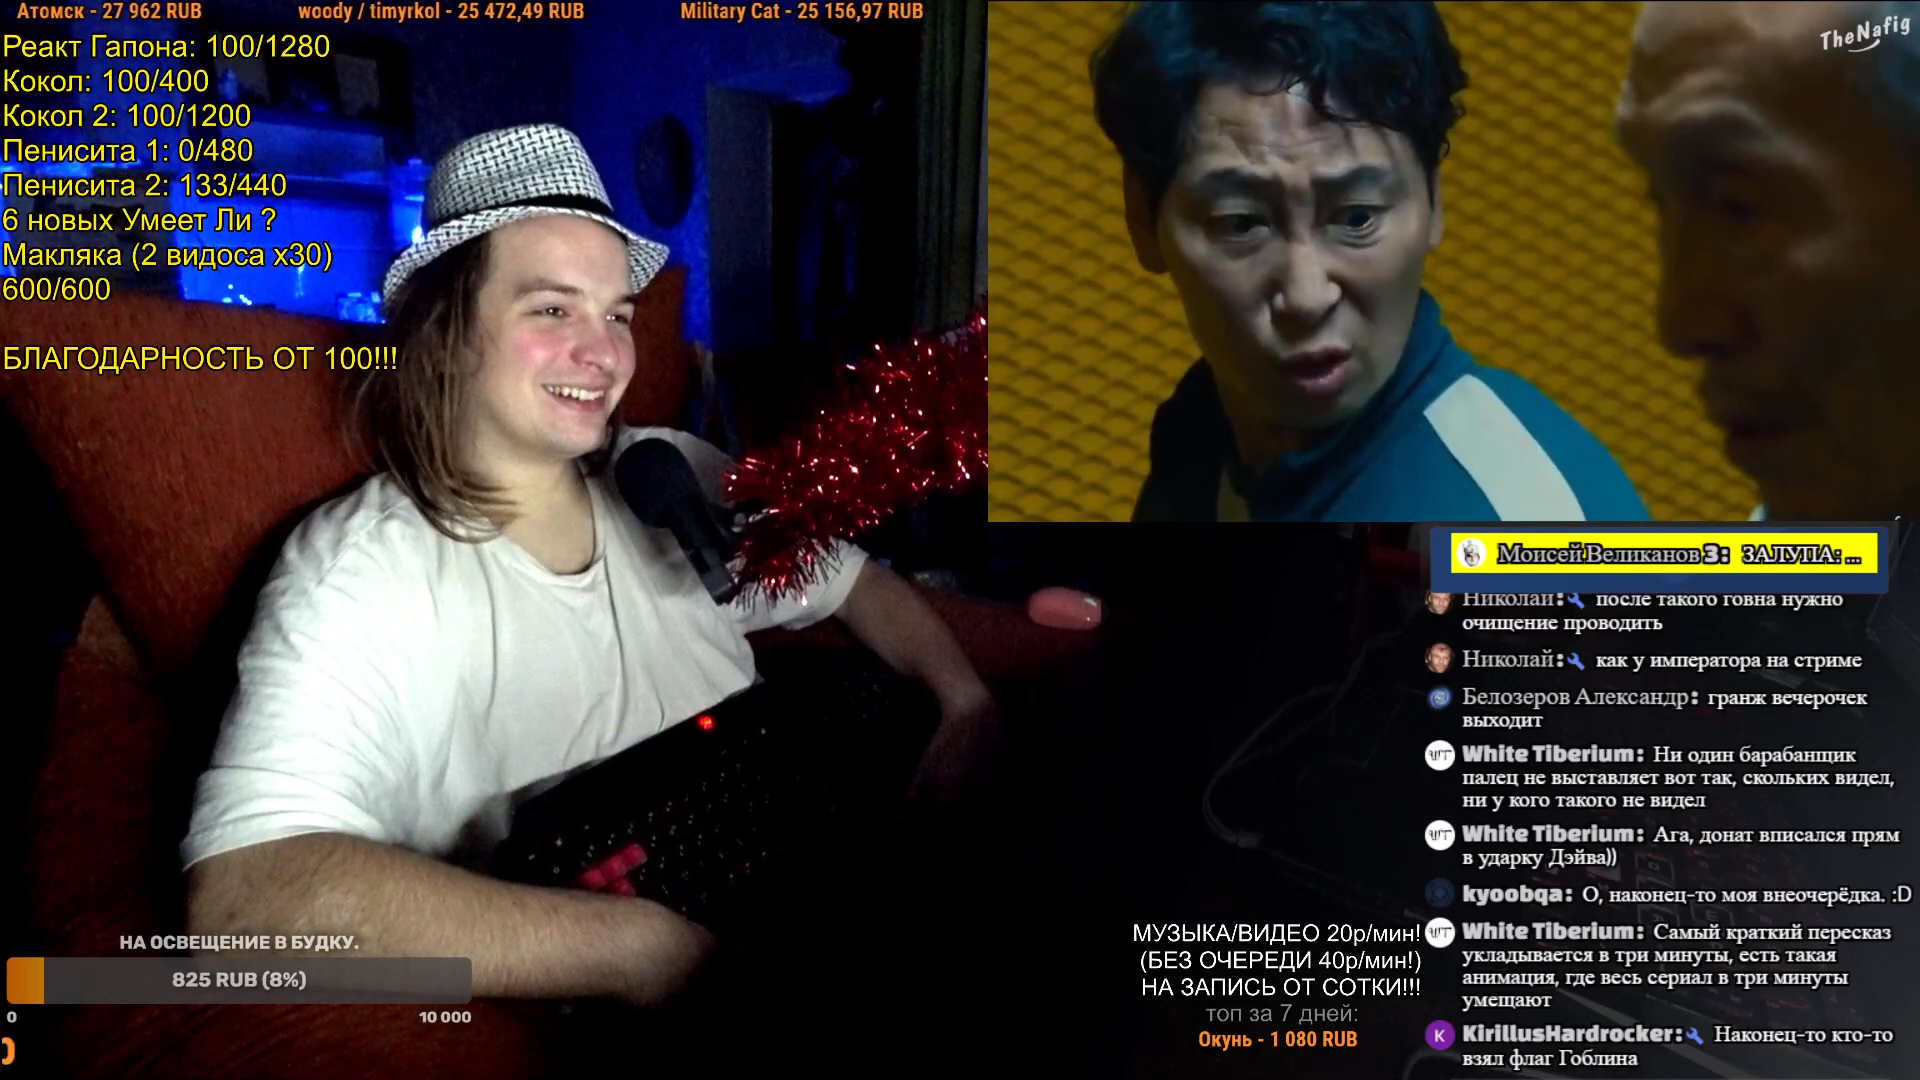 Атомск - 27 962 RUB
woody / timyrkol - 25 472,49 RUB
Military Cat - 25 156,97 RUB
Реакт Гапона: 100/1280
Кокол: 100/400
Кокол 2: 100/1200
Пенисита 1: 0/480
Пенисита 2: 133/440
6 новых Умеет Ли ?
Макляка (2 видоса х30)
600/600
БЛАГОДАРНОСТЬ ОТ 100!!!
TheNafig
МоисейВеликанов3: ЗАЛУПА: ...
Николай: после такого говна нужно
очищение проводить
Николай: как у императора на стриме
Белозеров Александр: гранж вечерочек
выходит
White Tiberium: Ни один барабанщик
палец не выставляет вот так, скольких видел,
ни у кого такого не видел
White Tiberium: Ага, донат вписался прям
в ударку Дэйва))
kyoobqa: О, наконец-то моя внеочерёдка. :D
White Tiberium: Самый краткий пересказ
укладывается в три минуты, есть такая
анимация, где весь сериал в три минуты
умещают
K KirillusHardrocker: Наконец-то кто-то
взял флаг Гоблина
МУЗЫКА/ВИДЕО 20р/мин!
(БЕЗ ОЧЕРЕДИ 40р/мин!)
НА ЗАПИСЬ ОТ СОТКИ!!!
топ за 7 дней:
Окунь - 1 080 RUB
НА ОСВЕЩЕНИЕ В БУДКУ.
825 RUB (8%)
0
10 000